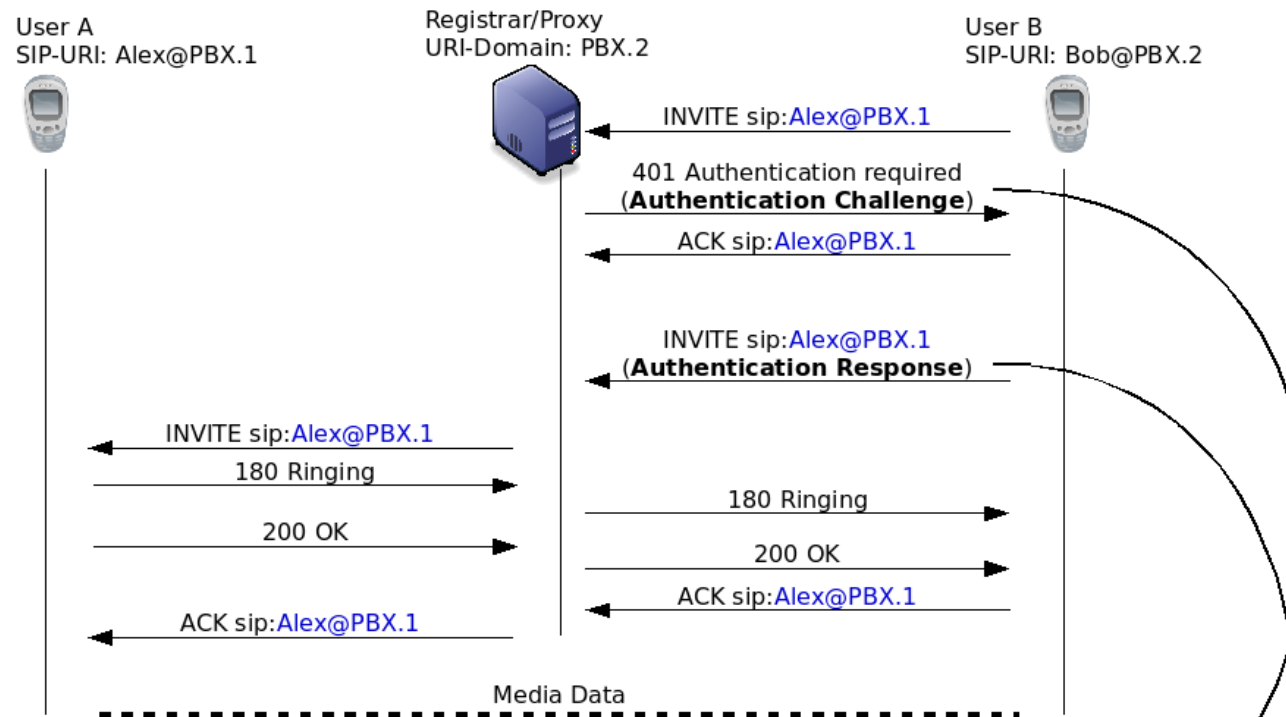 User A
SIP-URI: Alex@PBX.1
Registrar/Proxy
URI-Domain: PBX.2
User B
SIP-URI: Bob@PBX.2
INVITE sip:Alex@PBX.1
401 Authentication required
(Authentication Challenge)
ACK sip:Alex@PBX.1
INVITE sip:Alex@PBX.1
(Authentication Response)
INVITE sip:Alex@PBX.1
180 Ringing
180 Ringing
200 OK
200 OK
ACK sip:Alex@PBX.1
ACK sip:Alex@PBX.1
Media Data